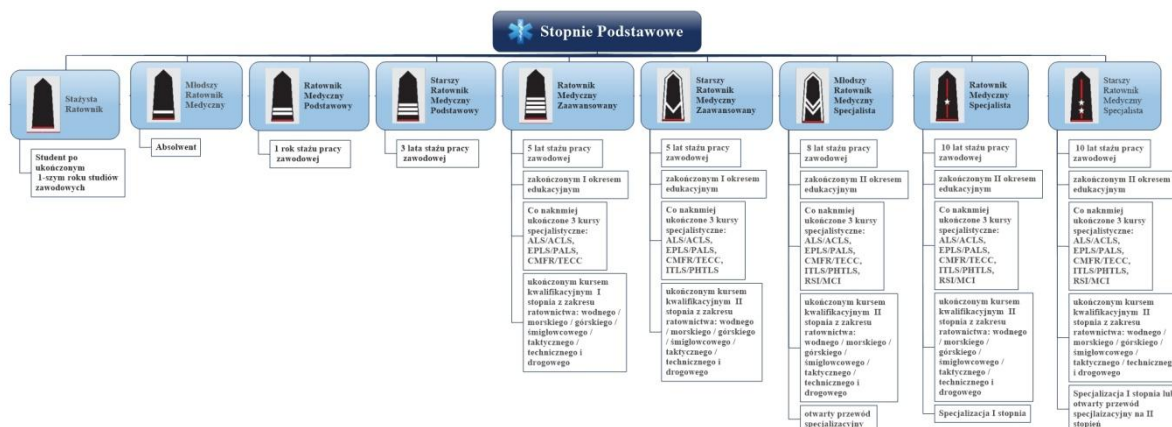 Stopnie Podstawowe
Stażysta
Ratownik
Student po
ukończonym
1-szym roku studiów
zawodowych
Młodszy
Ratownik
Medyczny
Absolwent
Ratownik
Medyczny
Podstawowy
1 rok stażu pracy
zawodowej
Starszy
Ratownik
Medyczny
Podstawowy
3 lata stażu pracy
zawodowej
Ratownik
Medyczny
Zaawansowany
5 lat stażu pracy
zawodowej
zakończonym I okresem
edukacyjnym
Co naknmiej
ukończone 3 kursy
specjalistyczne:
ALS/ACLS,
EPLS/PALS,
CMFR/TECC
ukończonym kursem
kwalifikacyjnym I
stopnia z zakresu
ratownictwa: wodnego /
morskiego / górskiego /
śmigłowcowego /
taktycznego /
technicznego i
drogowego
Starszy
Ratownik
Medyczny
Zaawansowany
5 lat stażu pracy
zawodowej
zakończonym I okresem
edukacyjnym
Co naknmiej
ukończone 3 kursy
specjalistyczne:
ALS/ACLS,
EPLS/PALS,
CMFR/TECC,
ITLS/PHTLS
ukończonym kursem
kwalifikacyjnym II
stopnia z zakresu
ratownictwa: wodnego
/ morskiego / górskiego
/ śmigłowcowego /
taktycznego /
technicznego i
drogowego
Młodszy
Ratownik
Medyczny
Specjalista
8 lat stażu pracy
zawodowej
zakończonym II okresem
edukacyjnym
Co naknmiej
ukończone 3 kursy
specjalistyczne:
ALS/ACLS,
EPLS/PALS,
CMFR/TECC,
ITLS/PHTLS,
RSI/MCI
ukończonym kursem
kwalifikacyjnym II
stopnia z zakresu
ratownictwa:
wodnego / morskiego /
górskiego /
śmigłowcowego /
taktycznego /
technicznego i
drogowego
otwarty przewód
specjalizacyjny
Ratownik
Medyczny
Specjalista
10 lat stażu pracy
zawodowej
zakończonym II okresem
edukacyjnym
Co naknmiej
ukończone 3 kursy
specjalistyczne:
ALS/ACLS,
EPLS/PALS,
CMFR/TECC,
ITLS/PHTLS,
RSI/MCI
ukończonym kursem
kwalifikacyjnym II
stopnia z zakresu
ratownictwa: wodnego
/ morskiego /
górskiego /
śmigłowcowego /
taktycznego /
technicznego i
drogowego
Specjalizacja I stopnia
Starszy
Ratownik
Medyczny
Specjalista
10 lat stażu pracy
zawodowej
zakończonym II okresem
edukacyjnym
Co naknmiej
ukończone 3 kursy
specjalistyczne:
ALS/ACLS,
EPLS/PALS,
CMFR/TECC,
ITLS/PHTLS,
RSI/MCI
ukończonym kursem
kwalifikacyjnym II
stopnia z zakresu
ratownictwa: wodnego /
morskiego / górskiego /
śmigłowcowego /
taktycznego / technicznego
i drogowego
Specjalizacja I stopnia lub
otwarty przewód
specjlaizacyjny na II
stopień